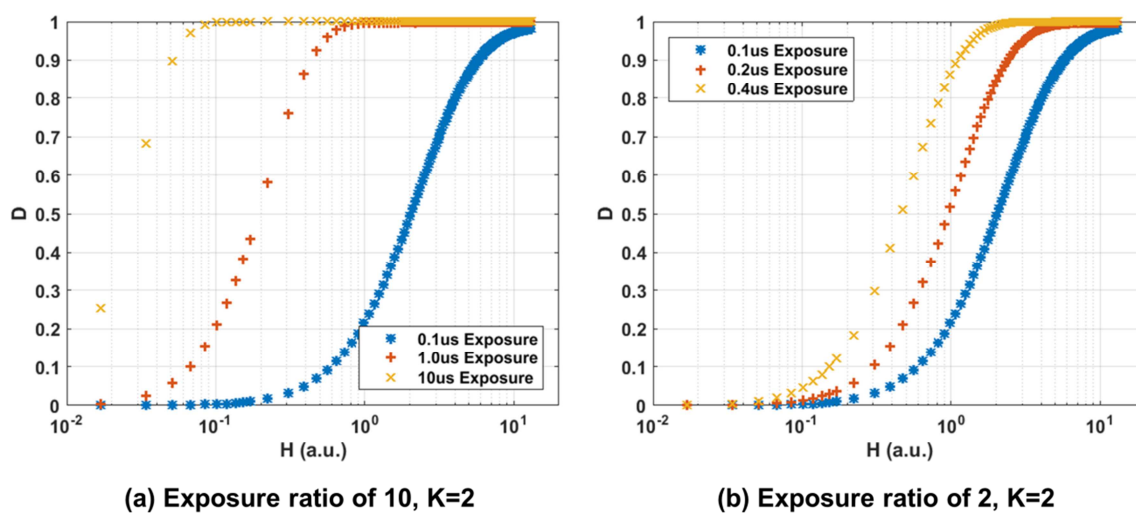 1
0.9
0.8
0.7
0.6
0.5
0.4
0.3
0.2
0.1
0
D
10-2
10-1
100
101
H (a.u.)
0.1us Exposure
1.0us Exposure
10us Exposure
(a) Exposure ratio of 10, K=2
1
0.9
0.8
0.7
0.6
0.5
0.4
0.3
0.2
0.1
0
D
10-2
10-1
100
101
H (a.u.)
0.1us Exposure
0.2us Exposure
0.4us Exposure
(b) Exposure ratio of 2, K=2